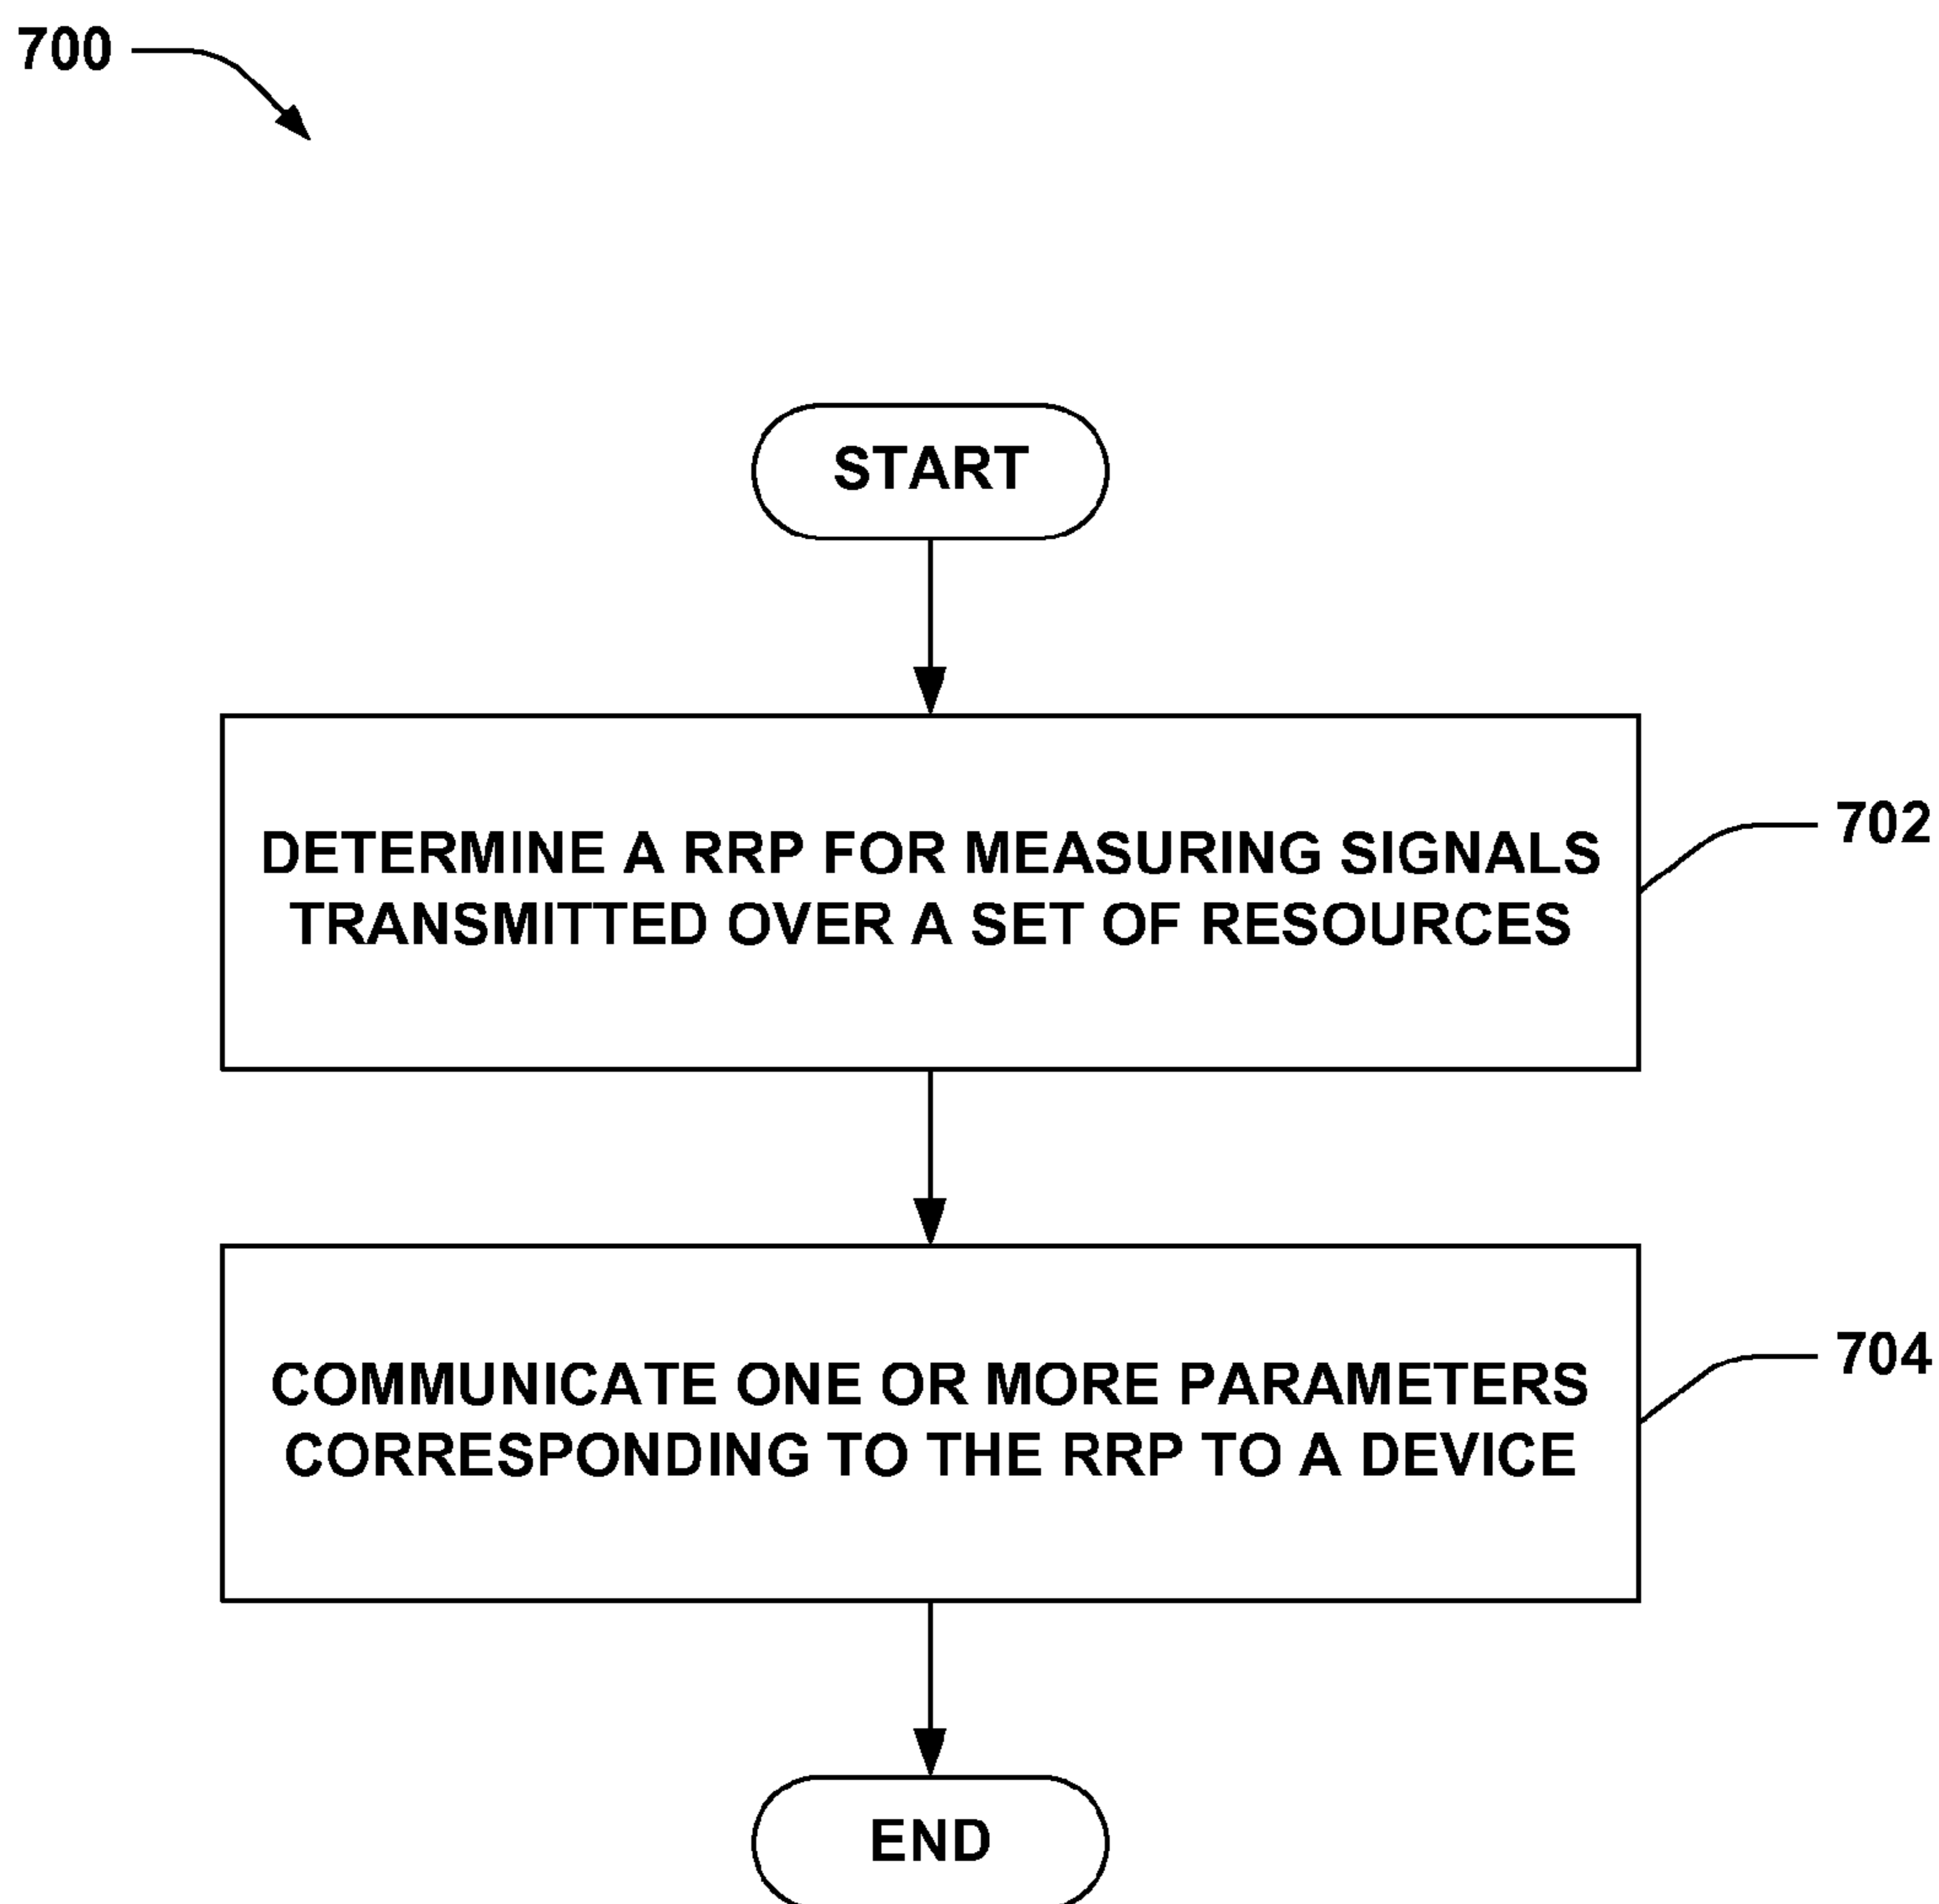 700
START
DETERMINE A RRP FOR MEASURING SIGNALS
TRANSMITTED OVER A SET OF RESOURCES
702
COMMUNICATE ONE OR MORE PARAMETERS
CORRESPONDING TO THE RRP TO A DEVICE
704
END